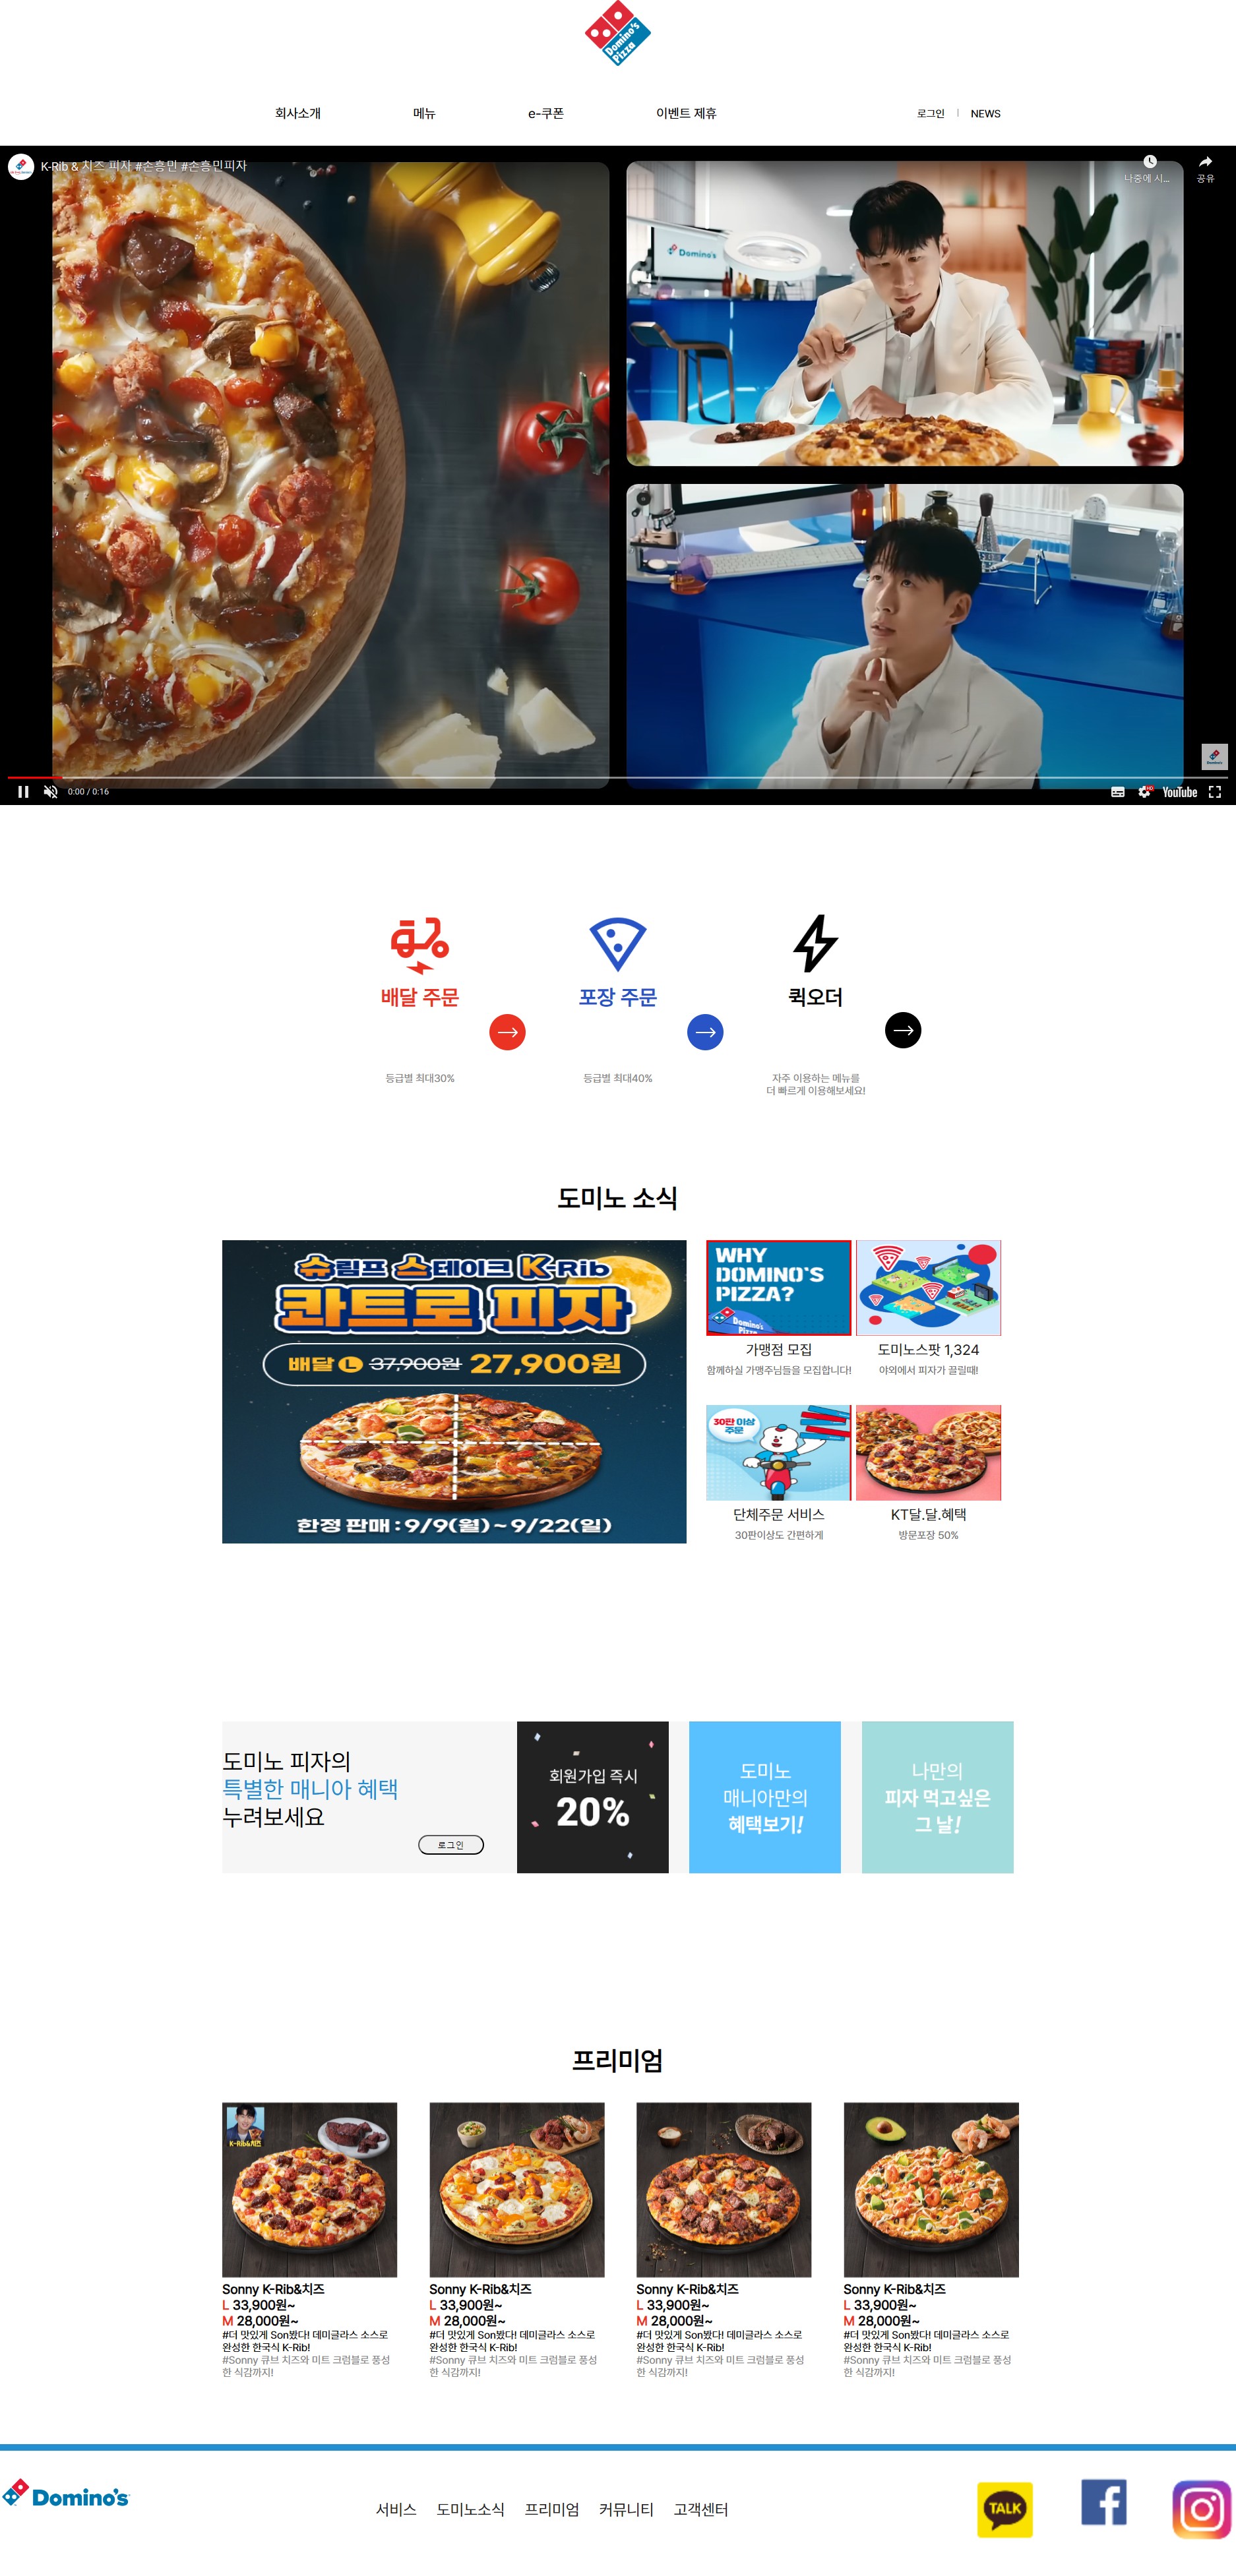 Domino's
Pizza
회사소개
메뉴
e-쿠폰
이벤트 제휴
로그인
NEWS
K-Rib & 치즈 피자 #손흥민 #손흥민피자
나중에 시...
공유
Domino's
0:00 / 0:16
HD
YouTube
배달 주문
포장 주문
퀵오더
등급별 최대30%
등급별 최대40%
자주 이용하는 메뉴를
더 빠르게 이용해보세요!
도미노 소식
슈림프 스테이크 K-Rib
콰트로 피자
배달 L 37,900원 27,900원
한정 판매 : 9/9(월) ~ 9/22(일)
WHY
DOMINO'S
PIZZA?
Domino's
Pizza
가맹점 모집
함께하실 가맹주님들을 모집합니다!
도미노스팟 1,324
야외에서 피자가 끌릴때!
30판 이상
주문
단체주문 서비스
30판이상도 간편하게
KT달.달.혜택
방문포장 50%
도미노 피자의
특별한 매니아 혜택
누려보세요
로그인
회원가입 즉시
20%
도미노
매니아만의
혜택보기!
나만의
피자 먹고싶은
그 날!
프리미엄
K-Rib&치즈
Sonny K-Rib&치즈
L 33,900원~
M 28,000원~
#더 맛있게 Son봤다! 데미글라스 소스로
완성한 한국식 K-Rib!
#Sonny 큐브 치즈와 미트 크럼블로 풍성
한 식감까지!
Sonny K-Rib&치즈
L 33,900원~
M 28,000원~
#더 맛있게 Son봤다! 데미글라스 소스로
완성한 한국식 K-Rib!
#Sonny 큐브 치즈와 미트 크럼블로 풍성
한 식감까지!
Sonny K-Rib&치즈
L 33,900원~
M 28,000원~
#더 맛있게 Son봤다! 데미글라스 소스로
완성한 한국식 K-Rib!
#Sonny 큐브 치즈와 미트 크럼블로 풍성
한 식감까지!
Sonny K-Rib&치즈
L 33,900원~
M 28,000원~
#더 맛있게 Son봤다! 데미글라스 소스로
완성한 한국식 K-Rib!
#Sonny 큐브 치즈와 미트 크럼블로 풍성
한 식감까지!
Domino's
서비스
도미노소식
프리미엄
커뮤니티
고객센터
TALK